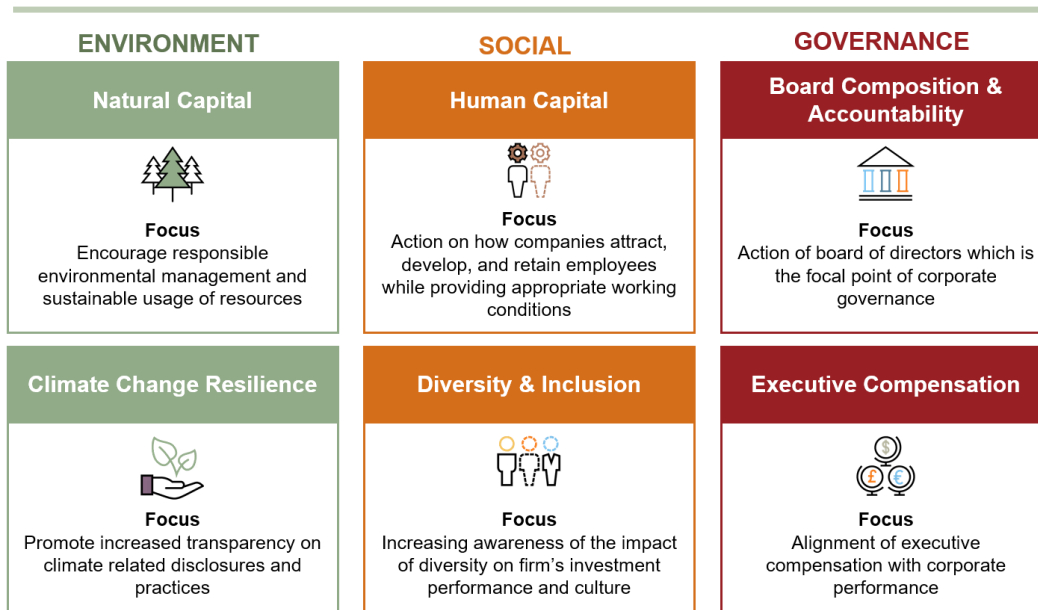 ENVIRONMENT
Natural Capital
Focus
Encourage responsible
environmental management and
sustainable usage of resources
Climate Change Resilience
Focus
Promote increased transparency on
climate related disclosures and
practices
SOCIAL
Human Capital
Focus
Action on how companies attract,
develop, and retain employees
while providing appropriate working
conditions
Diversity & Inclusion
Focus
Increasing awareness of the impact
of diversity on firm's investment
performance and culture
GOVERNANCE
Board Composition &
Accountability
Focus
Action of board of directors which is
the focal point of corporate
governance
Executive Compensation
$
£
€
Focus
Alignment of executive
compensation with corporate
performance